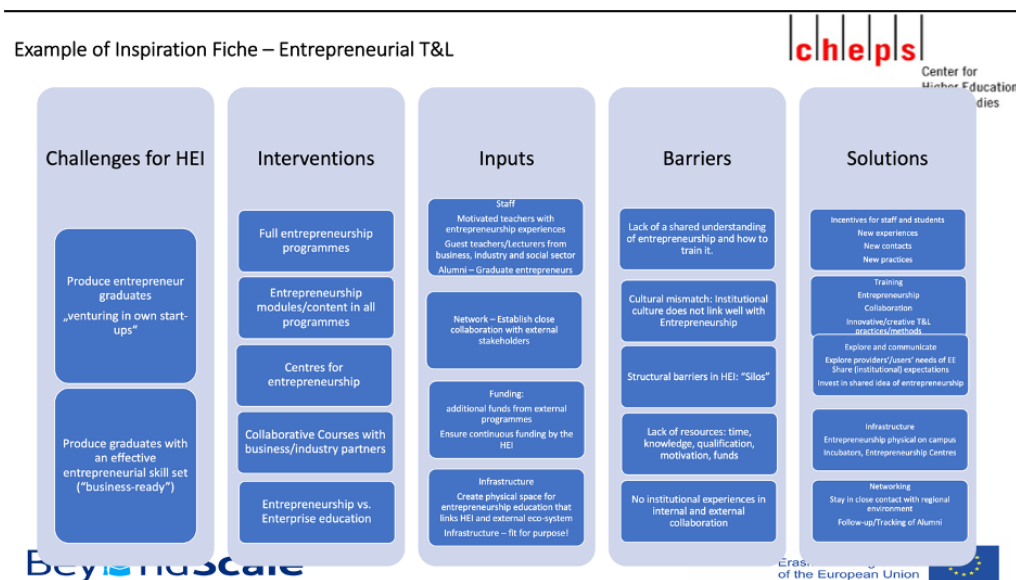 Example of Inspiration Fiche – Entrepreneurial T&L
c|h|e|p|s
Center for
Higher Education
dies
Challenges for HEI
Produce entrepreneur
graduates
„venturing in own start-
ups“
Produce graduates with
an effective
entrepreneurial skill set
("business-ready")
Interventions
Full entrepreneurship
programmes
Entrepreneurship
modules/content in all
programmes
Centres for
entrepreneurship
Collaborative Courses with
business/industry partners
Entrepreneurship vs.
Enterprise education
Inputs
Staff
Motivated teachers with
entrepreneurship experiences
Guest teachers/Lecturers from
business, industry and social sector
Alumni – Graduate entrepreneurs
Network – Establish close
collaboration with external
stakeholders
Funding:
additional funds from external
programmes
Ensure continuous funding by the
HEI
Infrastructure
Create physical space for
entrepreneurship education that
links HEI and external eco-system
Infrastructure – fit for purpose!
Barriers
Lack of a shared understanding
of entrepreneurship and how to
train it.
Cultural mismatch: Institutional
culture does not link well with
Entrepreneurship
Structural barriers in HEI: “Silos”
Lack of resources: time,
knowledge, qualification,
motivation, funds
No institutional experiences in
internal and external
collaboration
Solutions
Incentives for staff and students
New experiences
New contacts
New practices
Training
Entrepreneurship
Collaboration
Innovative/creative T&L
practices/methods
Explore and communicate
Explore providers'/users' needs of EE
Share (institutional) expectations
Invest in shared idea of entrepreneurship
Infrastructure
Entrepreneurship physical on campus
Incubators, Entrepreneurship Centres
Networking
Stay in close contact with regional
environment
Follow-up/Tracking of Alumni
BeyondScale
of the European Union